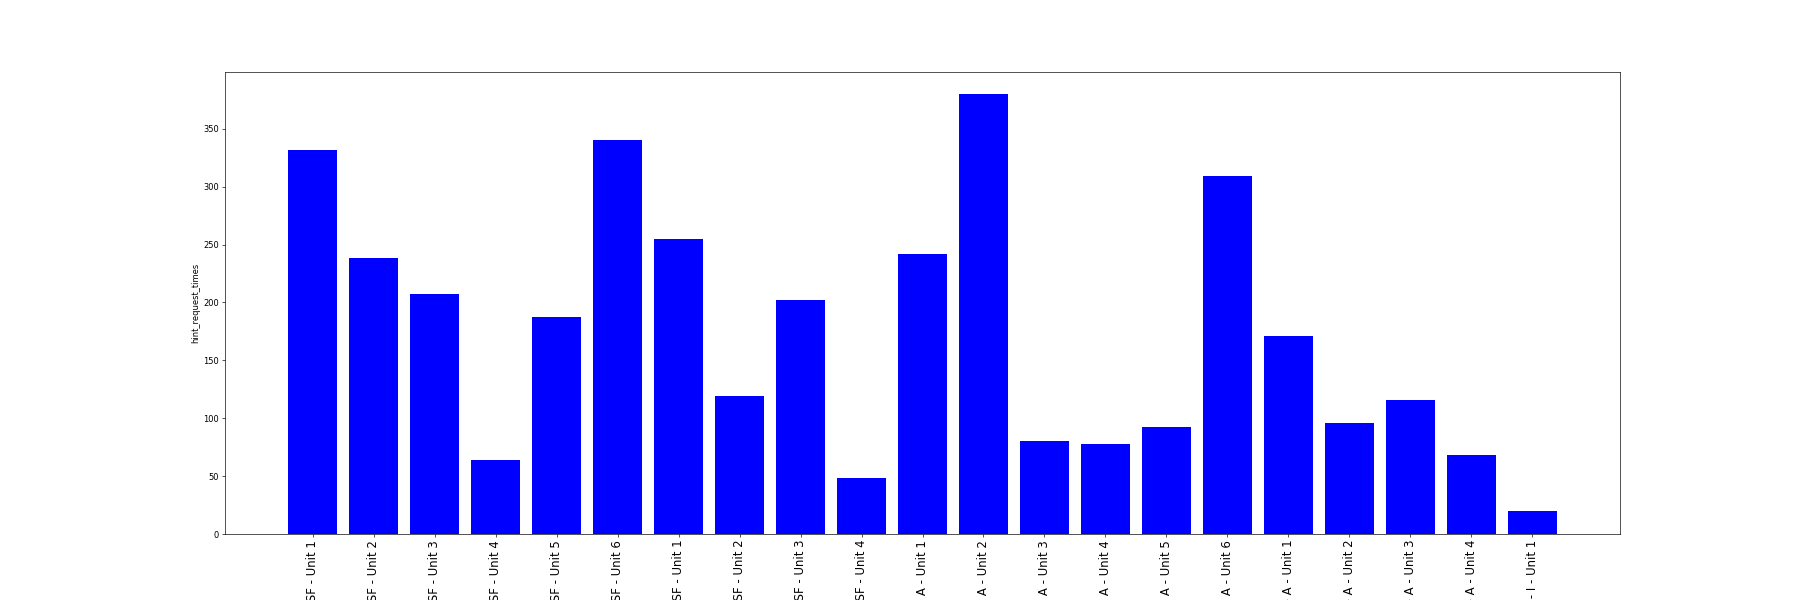 350
300
250
200
150
100
50
0
hint_request_times
SF - Unit 1
SF - Unit 2
SF - Unit 3
SF - Unit 4
SF - Unit 5
SF - Unit 6
SF - Unit 1
SF - Unit 2
SF - Unit 3
SF - Unit 4
A - Unit 1
A - Unit 2
A - Unit 3
A - Unit 4
A - Unit 5
A - Unit 6
A - Unit 1
A - Unit 2
A - Unit 3
A - Unit 4
- I - Unit 1